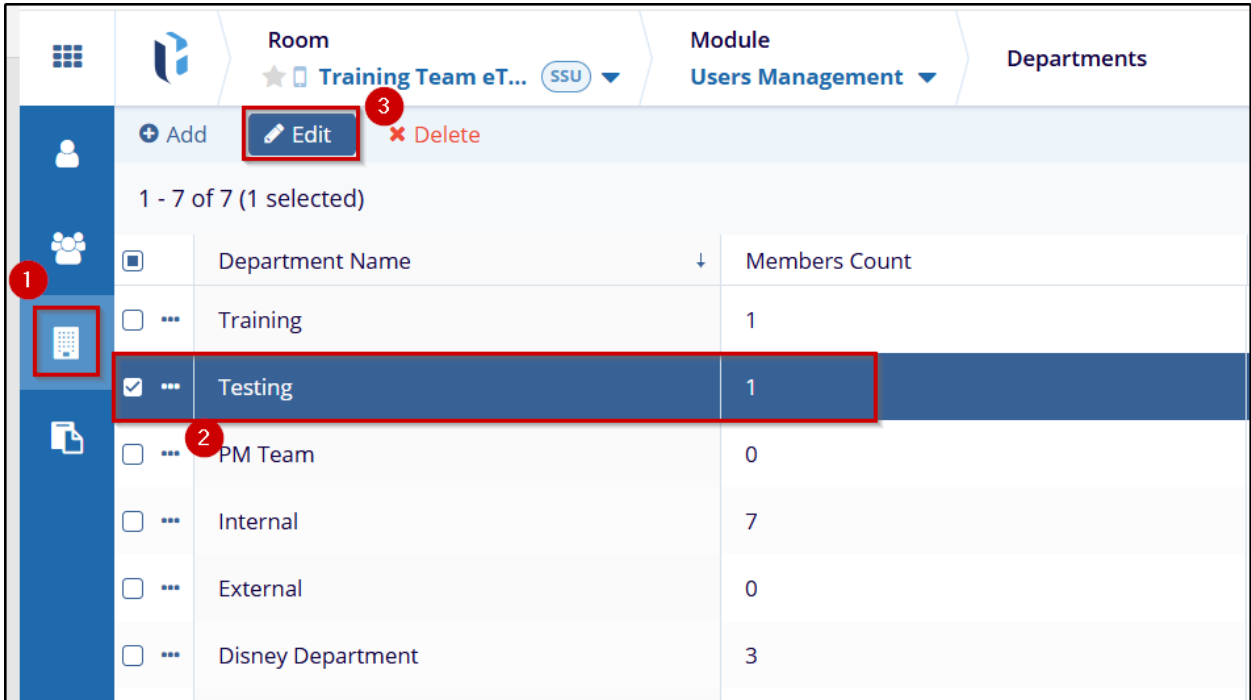 Room
Training Team eT... SSU
Module
Users Management
Departments
3
Add
Edit
Delete
1 - 7 of 7 (1 selected)
Department Name
Members Count
1
Training
1
Testing
1
2
PM Team
0
Internal
7
External
0
Disney Department
3